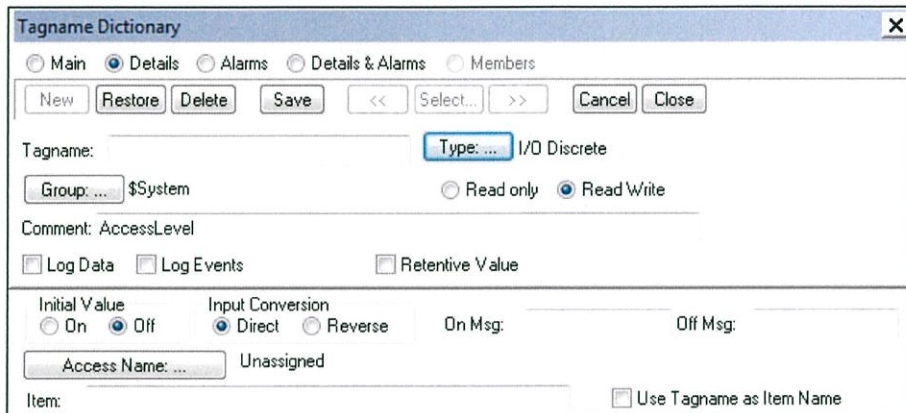 Tagname Dictionary
Main Details Alarms Details & Alarms Members
New Restore Delete Save << Select... >> Cancel Close
Tagname: Type: ... I/O Discrete
Group: ... $System Read only Read Write
Comment: AccessLevel
Log Data Log Events Retentive Value
Initial Value Input Conversion
On Off Direct Reverse On Msg: Off Msg:
Access Name: ... Unassigned
Item: Use Tagname as Item Name